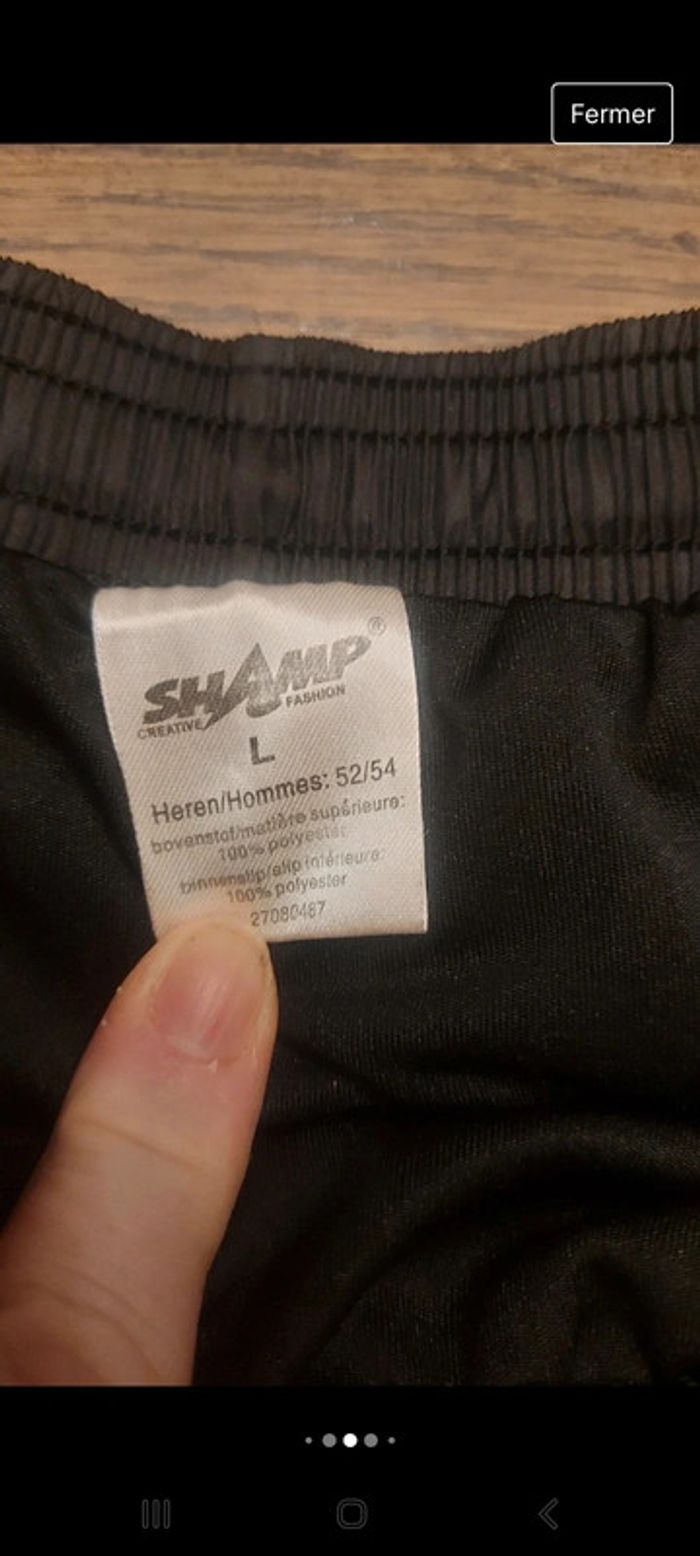 Fermer
SHAMP®
CREATIVE FASHION
L
Heren/Hommes: 52/54
bovenstof/matière supérieure:
100% polyester
binnenslip/slip intérieure:
100% polyester
27080487